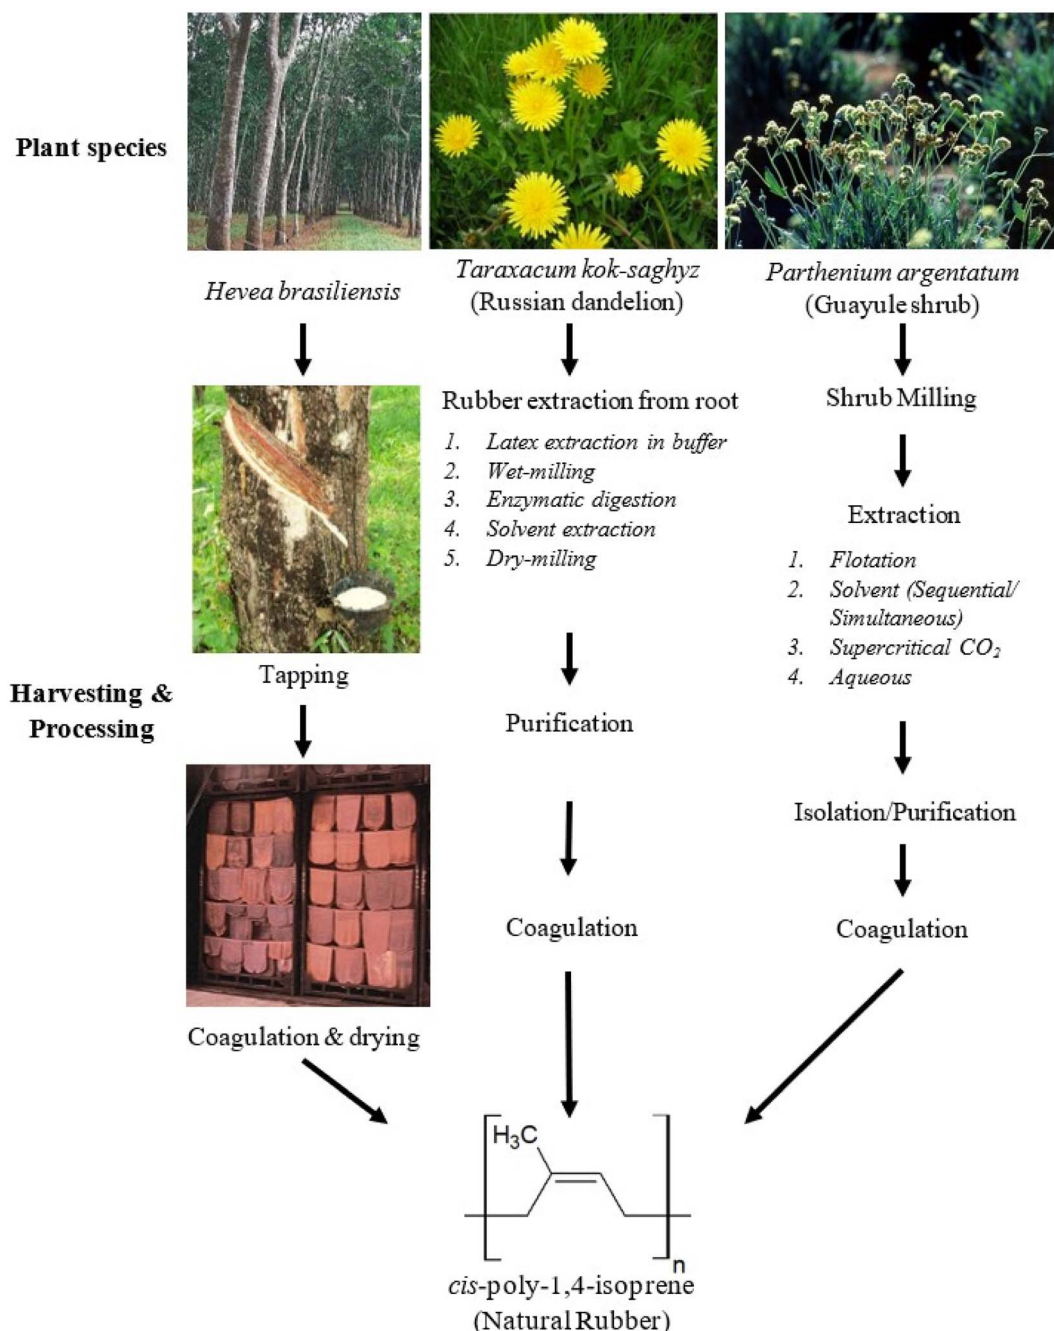 Plant species
Hevea brasiliensis
Taraxacum kok-saghyz
(Russian dandelion)
Parthenium argentatum
(Guayule shrub)
Harvesting &
Processing
Tapping
Coagulation & drying
Rubber extraction from root
1. Latex extraction in buffer
2. Wet-milling
3. Enzymatic digestion
4. Solvent extraction
5. Dry-milling
Purification
Coagulation
Shrub Milling
Extraction
1. Flotation
2. Solvent (Sequential/
Simultaneous)
3. Supercritical CO₂
4. Aqueous
Isolation/Purification
Coagulation
H₃C
n
cis-poly-1,4-isoprene
(Natural Rubber)